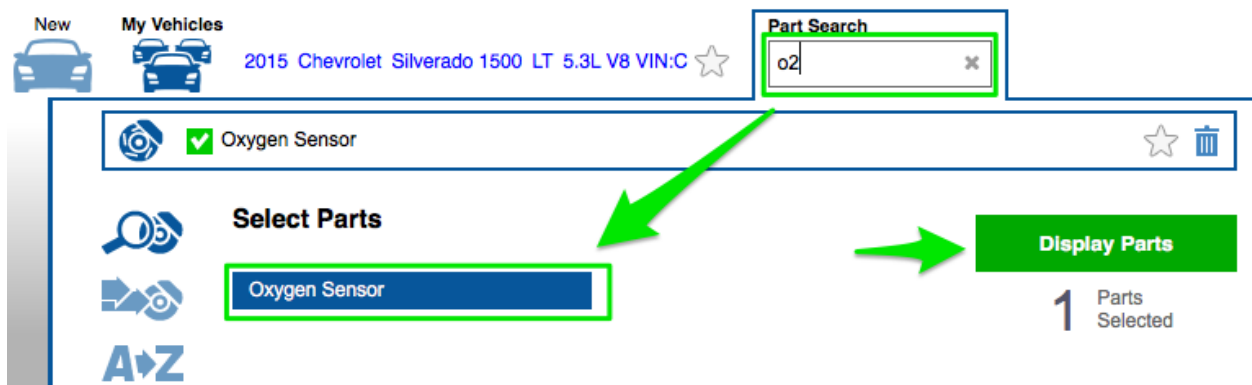 New
My Vehicles
Part Search
2015 Chevrolet Silverado 1500 LT 5.3L V8 VIN:C
o2
Oxygen Sensor
Select Parts
Display Parts
Oxygen Sensor
1 Parts Selected
A Z